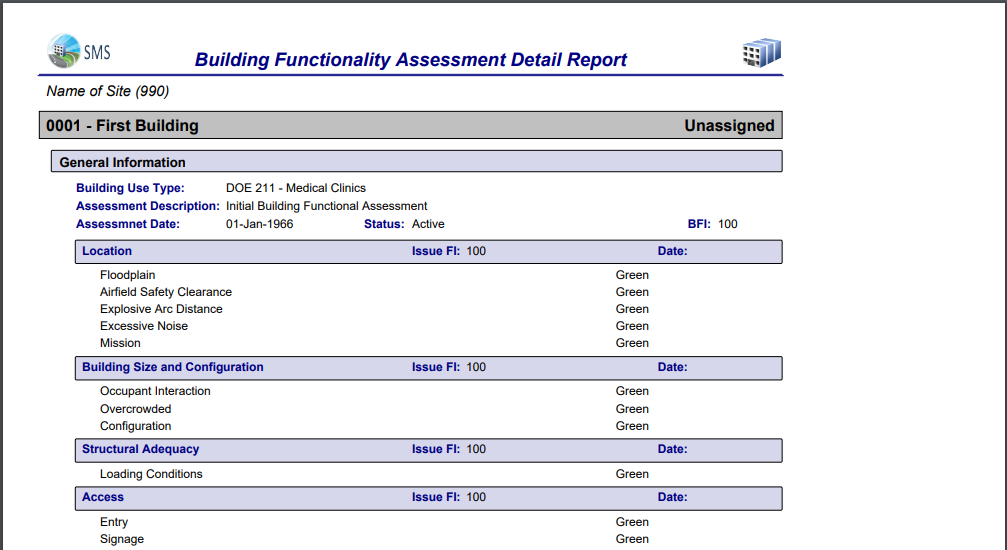 SMS
Building Functionality Assessment Detail Report
Name of Site (990)
0001 - First Building Unassigned
General Information
Building Use Type: DOE 211 - Medical Clinics
Assessment Description: Initial Building Functional Assessment
Assessmnet Date: 01-Jan-1966 Status: Active BFI: 100
Location Issue FI: 100 Date:
Floodplain Green
Airfield Safety Clearance Green
Explosive Arc Distance Green
Excessive Noise Green
Mission Green
Building Size and Configuration Issue FI: 100 Date:
Occupant Interaction Green
Overcrowded Green
Configuration Green
Structural Adequacy Issue FI: 100 Date:
Loading Conditions Green
Access Issue FI: 100 Date:
Entry Green
Signage Green